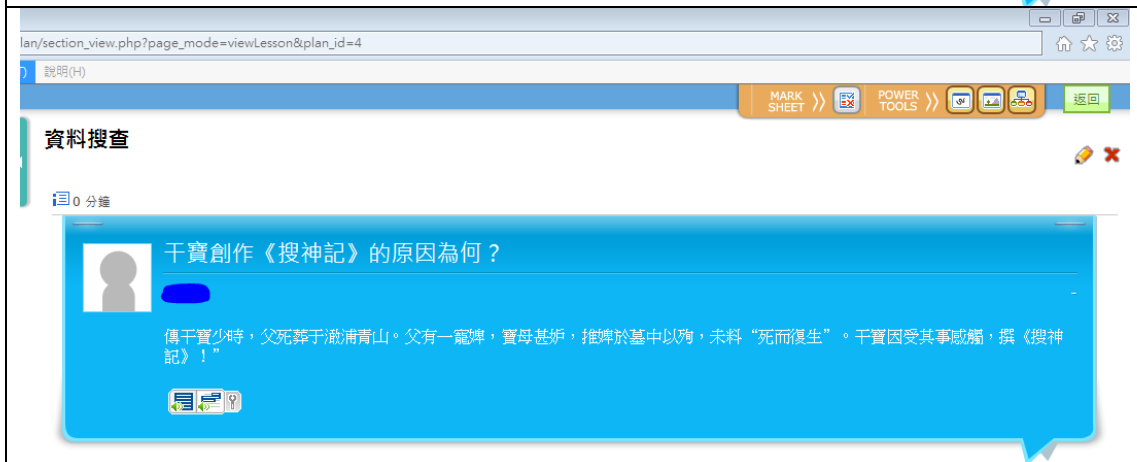 lan/section_view.php?page_mode=viewLesson&plan_id=4
說明(H)
MARK SHEET
POWER TOOLS
返回
資料搜查
0 分鐘
干寶創作《搜神記》的原因為何？
-
傳干寶少時，父死葬于澉浦青山。父有一寵婢，寶母甚妒，推婢於墓中以殉，未料“死而復生”。干寶因受其事感觸，撰《搜神
記》！”